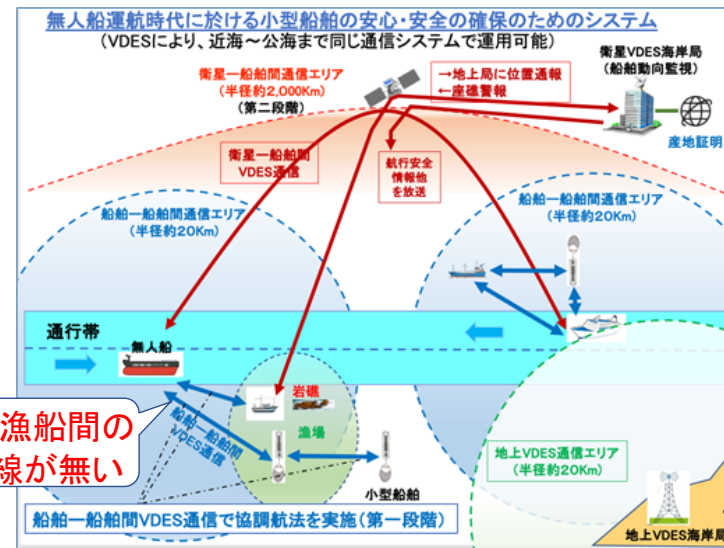 無人船運航時代に於ける小型船舶の安心・安全の確保のためのシステム
(VDESにより、近海〜公海まで同じ通信システムで運用可能)
衛星VDES海岸局
(船舶動向監視)
衛星ー船舶間通信エリア
(半径約2,000Km)
(第二段階)
→地上局に位置通報
←座礁警報
産地証明
衛星ー船舶間
VDES通信
航行安全
情報他
を放送
船舶ー船舶間通信エリア
(半径約20Km)
船舶ー船舶間通信エリア
(半径約20Km)
通行帯
無人船
岩礁
漁場
漁船間の
線が無い
船舶ー船舶間
VDES通信
小型船舶
地上VDES通信エリア
(半径約20Km)
船舶ー船舶間VDES通信で協調航法を実施(第一段階)
地上VDES海岸局